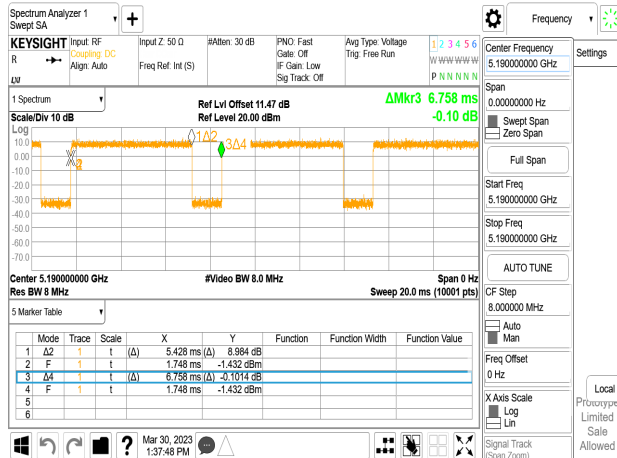 Spectrum Analyzer 1
Swept SA
Frequency
KEYSIGHT
R
Input: RF
Coupling: DC
Align: Auto
Input Z: 50 Ω
Freq Ref: Int (S)
#Atten: 30 dB
PNO: Fast
Gate: Off
IF Gain: Low
Sig Track: Off
Avg Type: Voltage
Trig: Free Run
1 2 3 4 5 6
W W W W W W
P N N N N N
1 Spectrum
Scale/Div 10 dB
Ref Lvl Offset 11.47 dB
Ref Level 20.00 dBm
ΔMkr3 6.758 ms
-0.10 dB
Log
10.0
0.00
-10.0
-20.0
-30.0
-40.0
-50.0
-60.0
-70.0
1Δ2
3Δ4
Center 5.190000000 GHz
Res BW 8 MHz
#Video BW 8.0 MHz
Span 0 Hz
Sweep 20.0 ms (10001 pts)
5 Marker Table
Mode Trace Scale X Y Function Function Width Function Value
1 Δ2 1 t (Δ) 5.428 ms (Δ) 8.984 dB
2 F 1 t 1.748 ms -1.432 dBm
3 Δ4 1 t (Δ) 6.758 ms (Δ) -0.1014 dB
4 F 1 t 1.748 ms -1.432 dBm
5
6
?
Mar 30, 2023
1:37:48 PM
Center Frequency
5.190000000 GHz
Span
0.00000000 Hz
Swept Span
Zero Span
Full Span
Start Freq
5.190000000 GHz
Stop Freq
5.190000000 GHz
AUTO TUNE
CF Step
8.000000 MHz
Auto
Man
Freq Offset
0 Hz
X Axis Scale
Log
Lin
Signal Track
(Span Zoom)
Settings
Local
Prototype
Limited
Sale
Allowed